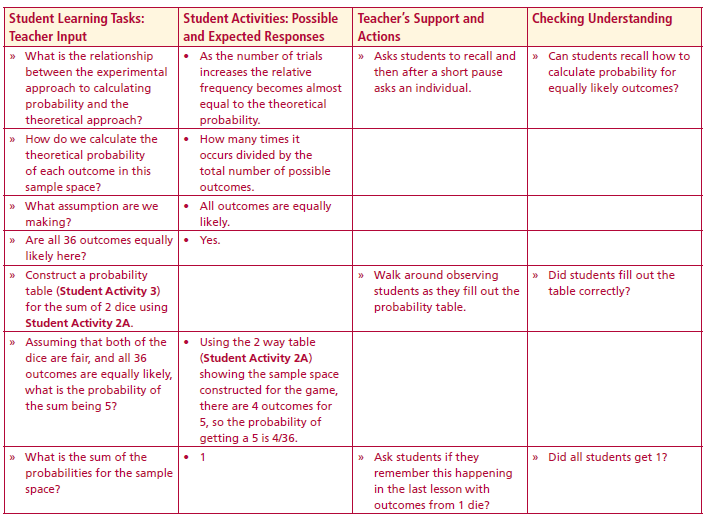 Student Learning Tasks:
Teacher Input
Student Activities: Possible
and Expected Responses
Teacher's Support and
Actions
Checking Understanding
» What is the relationship
between the experimental
approach to calculating
probability and the
theoretical approach?
• As the number of trials
increases the relative
frequency becomes almost
equal to the theoretical
probability.
» Asks students to recall and
then after a short pause
asks an individual.
» Can students recall how to
calculate probability for
equally likely outcomes?
» How do we calculate the
theoretical probability
of each outcome in this
sample space?
• How many times it
occurs divided by the
total number of possible
outcomes.
» What assumption are we
making?
• All outcomes are equally
likely.
» Are all 36 outcomes equally
likely here?
• Yes.
» Construct a probability
table (Student Activity 3)
for the sum of 2 dice using
Student Activity 2A.
» Walk around observing
students as they fill out the
probability table.
» Did students fill out the
table correctly?
» Assuming that both of the
dice are fair, and all 36
outcomes are equally likely,
what is the probability of
the sum being 5?
• Using the 2 way table
(Student Activity 2A)
showing the sample space
constructed for the game,
there are 4 outcomes for
5, so the probability of
getting a 5 is 4/36.
» What is the sum of the
probabilities for the sample
space?
• 1
» Ask students if they
remember this happening
in the last lesson with
outcomes from 1 die?
» Did all students get 1?